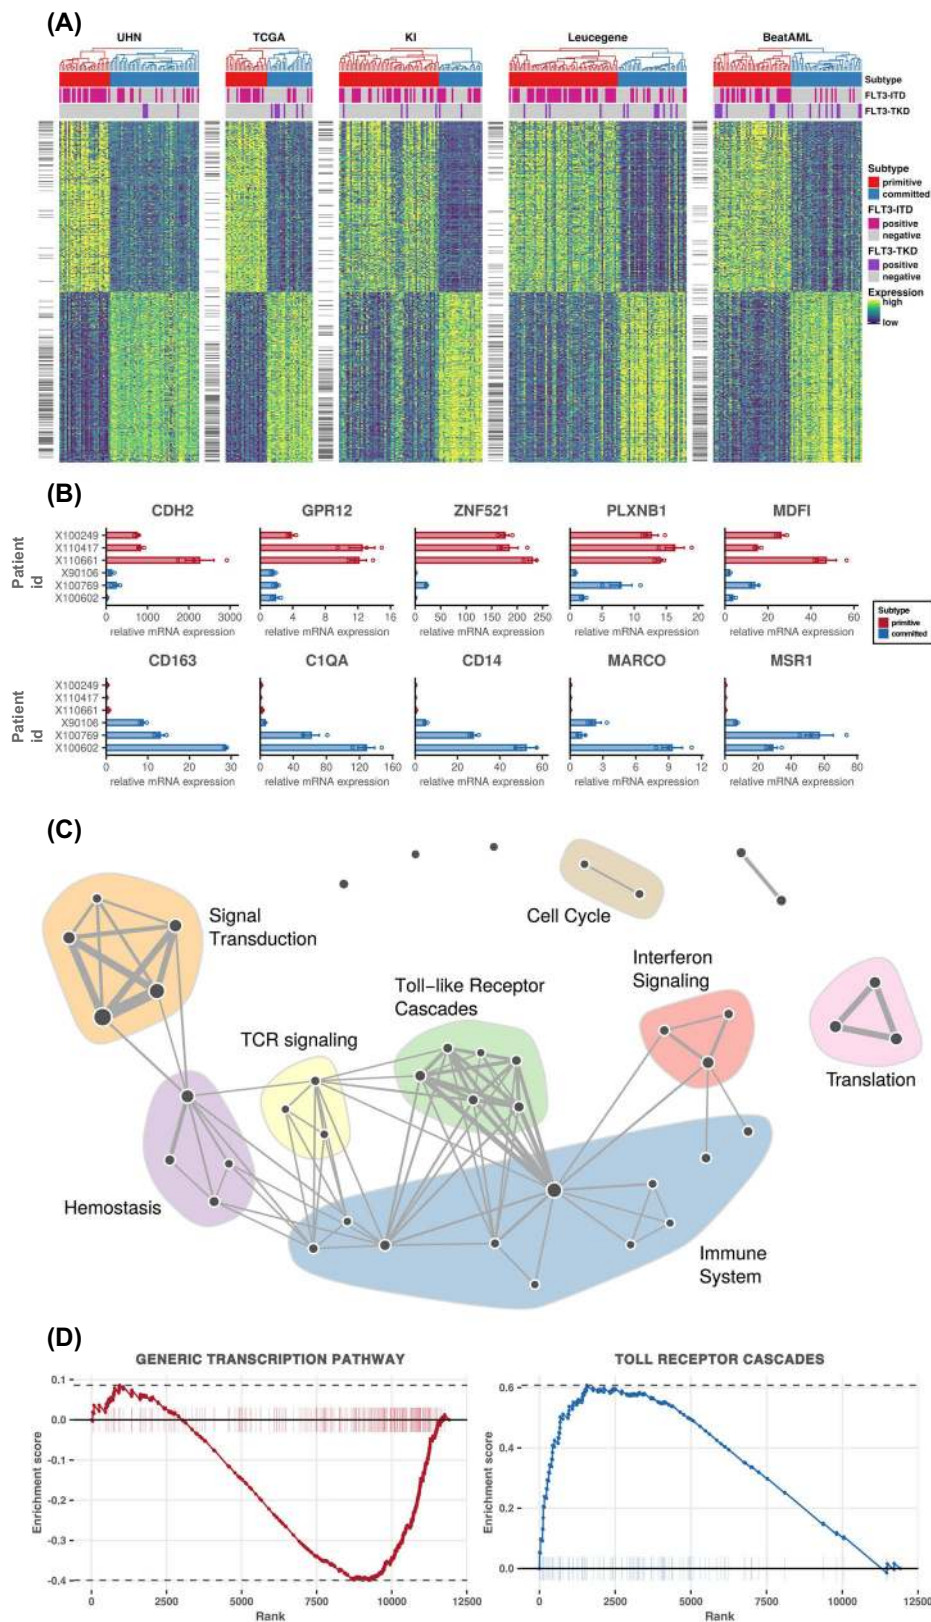 (A)
UHN TCGA KI Leucegene BeatAML
Subtype
FLT3-ITD
FLT3-TKD
Subtype
primitive
committed
FLT3-ITD
positive
negative
FLT3-TKD
positive
negative
Expression
high
low
(B)
CDH2 GPR12 ZNF521 PLXNB1 MDFI
Patient id
X100249
X110417
X110661
X90106
X100769
X100602
0 1000 2000 3000 0 3 6 9 12 15 0 50 100 150 200 250 0 5 10 15 20 0 20 40 60
relative mRNA expression relative mRNA expression relative mRNA expression relative mRNA expression relative mRNA expression
Subtype
primitive
committed
CD163 C1QA CD14 MARCO MSR1
Patient id
X100249
X110417
X110661
X90106
X100769
X100602
0 10 20 30 0 40 80 120 160 0 20 40 60 0 3 6 9 12 0 20 40 60 80
relative mRNA expression relative mRNA expression relative mRNA expression relative mRNA expression relative mRNA expression
(C)
Signal
Transduction
Cell Cycle
Interferon
Signaling
Toll-like Receptor
Cascades
TCR signaling
Translation
Hemostasis
Immune
System
(D)
GENERIC TRANSCRIPTION PATHWAY TOLL RECEPTOR CASCADES
Enrichment score
0.1
0.0
-0.1
-0.2
-0.3
-0.4
0 2500 5000 7500 10000 12500
Rank
Enrichment score
0.6
0.4
0.2
0.0
0 2500 5000 7500 10000 12500
Rank